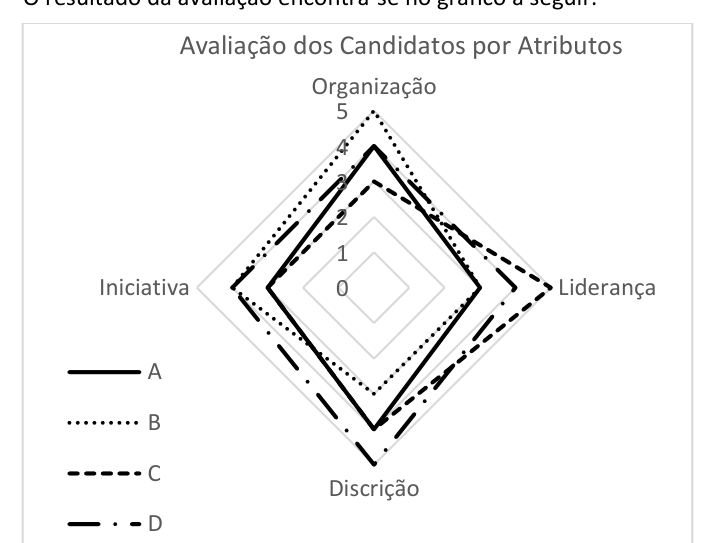 O resultado da avaliação encontra-se no gráfico a seguir:
Avaliação dos Candidatos por Atributos
Organização
5
4
3
2
1
0
Iniciativa
Liderança
A
B
C
D
Discrição